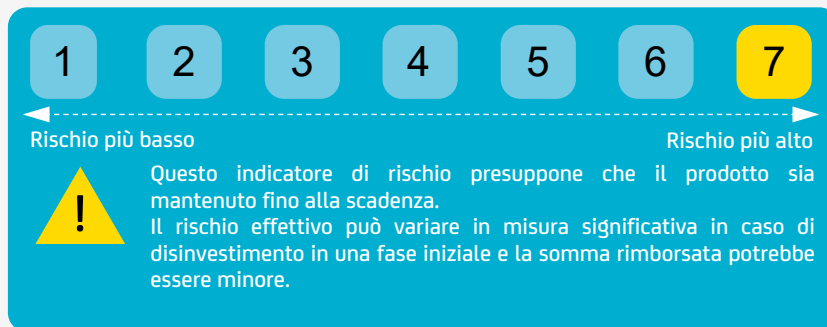 1 2 3 4 5 6 7
Rischio più basso Rischio più alto
!
Questo indicatore di rischio presuppone che il prodotto sia
mantenuto fino alla scadenza.
Il rischio effettivo può variare in misura significativa in caso di
disinvestimento in una fase iniziale e la somma rimborsata potrebbe
essere minore.